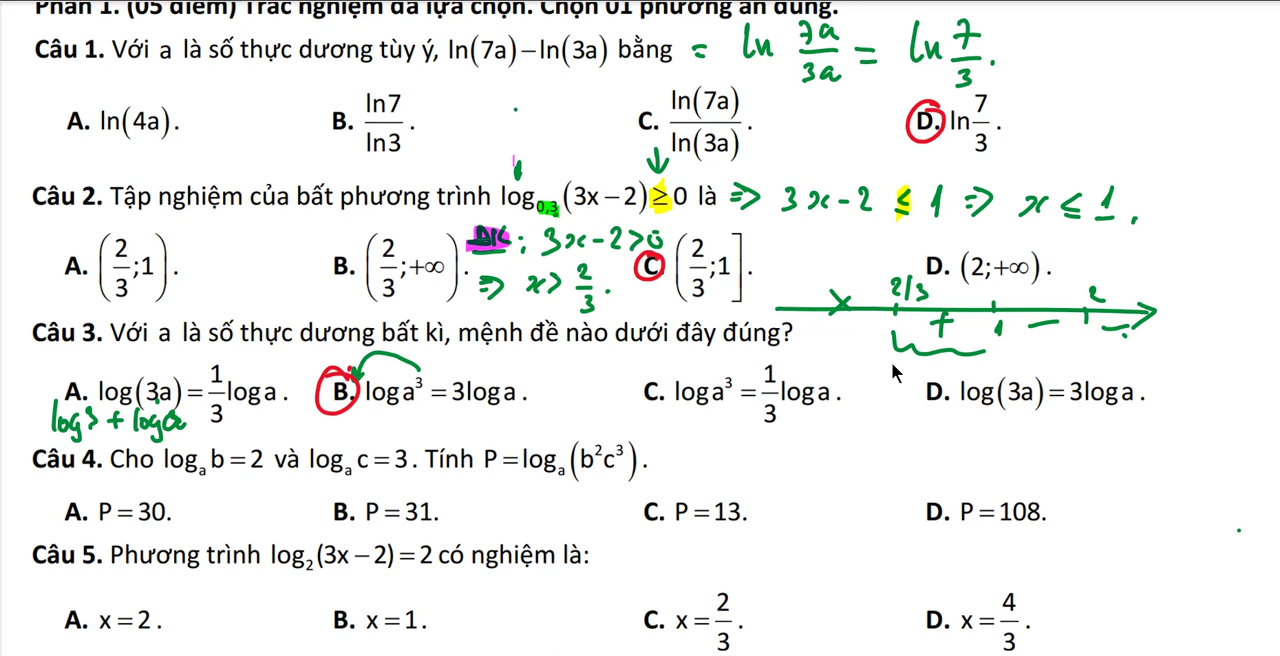 Phần 1. (05 điểm) Trắc nghiệm đa lựa chọn. Chọn 01 phương án đúng.
Câu 1. Với a là số thực dương tùy ý, ln(7a) − ln(3a) bằng = ln 7a/3a = ln 7/3.
A. ln(4a). B. ln7/ln3. C. ln(7a)/ln(3a). D. ln 7/3.
Câu 2. Tập nghiệm của bất phương trình log₀,₃(3x − 2) ≥ 0 là => 3x − 2 ≤ 1 => x ≤ 1.
ĐK: 3x − 2 > 0
=> x > 2/3.
A. (2/3; 1). B. (2/3; +∞). C. (2/3; 1]. D. (2; +∞).
2/3 1 2
+ − −
Câu 3. Với a là số thực dương bất kì, mệnh đề nào dưới đây đúng?
A. log(3a) = 1/3 log a. B. log a³ = 3log a. C. log a³ = 1/3 log a. D. log(3a) = 3log a.
log3 + loga
Câu 4. Cho logₐ b = 2 và logₐ c = 3. Tính P = logₐ(b²c³).
A. P = 30. B. P = 31. C. P = 13. D. P = 108.
Câu 5. Phương trình log₂(3x − 2) = 2 có nghiệm là:
A. x = 2. B. x = 1. C. x = 2/3. D. x = 4/3.